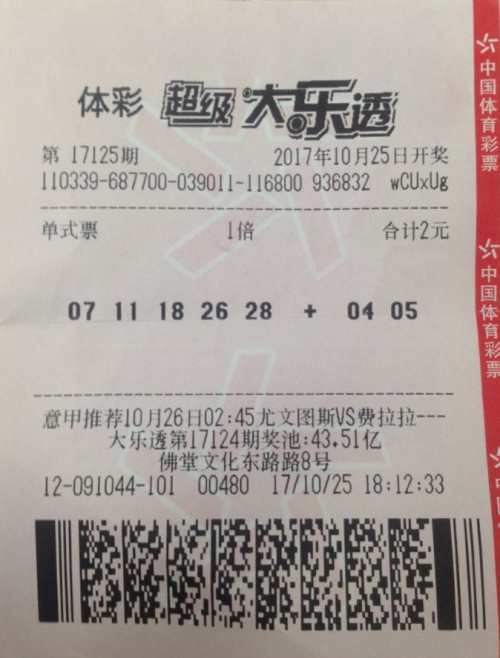 体彩 超级大乐透
第 17125期 2017年10月25日开奖
110339-687700-039011-116800 936832 wCUxUg
单式票 1倍 合计2元
07 11 18 26 28 + 04 05
意甲推荐10月26日02:45尤文图斯VS费拉拉---
大乐透第17124期奖池:43.51亿
佛堂文化东路路8号
12-091044-101 00480 17/10/25 18:12:33
中国体育彩票
中国体育彩票
中国体